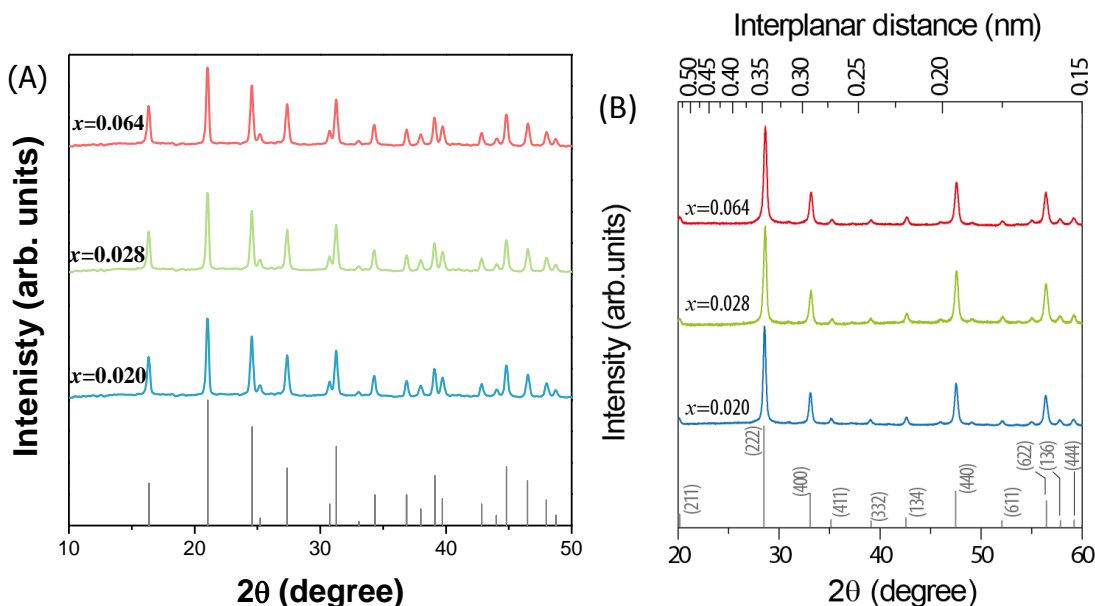 (A)
Intenisty (arb. units)
x=0.064
x=0.028
x=0.020
10 20 30 40 50
2θ (degree)
(B)
Interplanar distance (nm)
0.50 0.45 0.40 0.35 0.30 0.25 0.20 0.15
Intensity (arb.units)
x=0.064
x=0.028
x=0.020
(211) (222) (400) (411) (332) (134) (440) (611) (622) (136) (444)
20 30 40 50 60
2θ (degree)